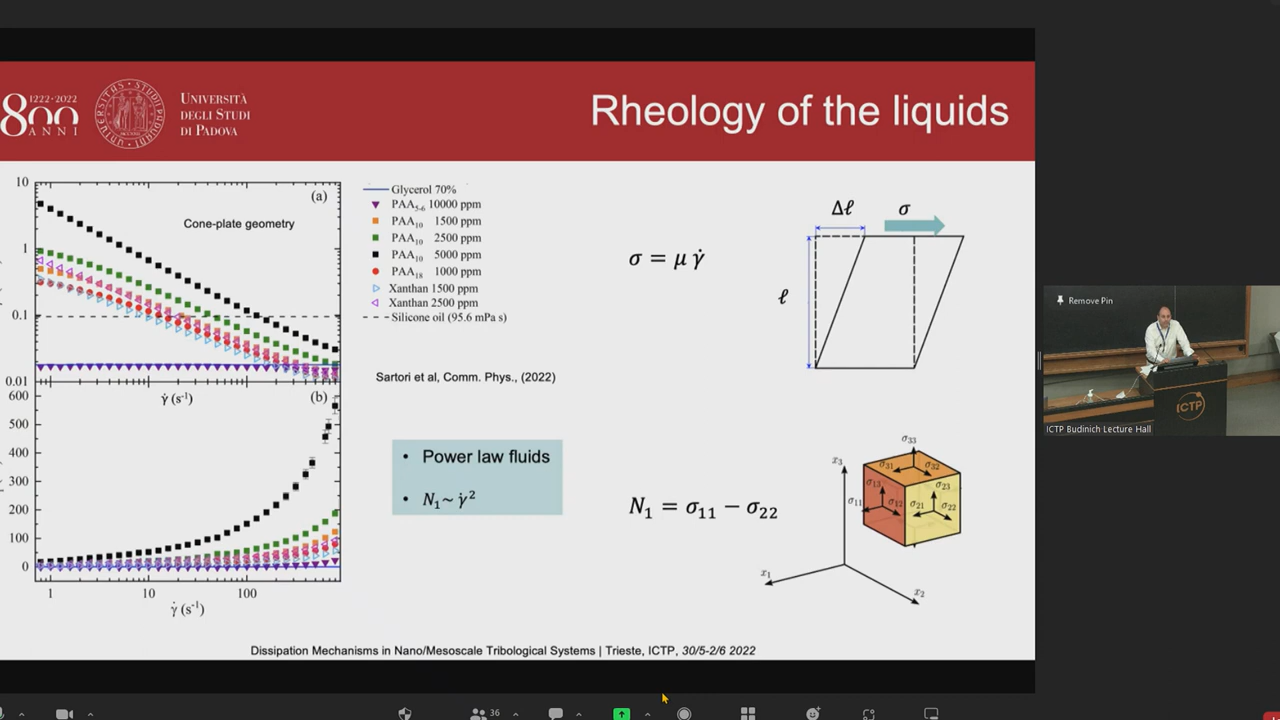 1222·2022
800
ANNI
UNIVERSITÀ
DEGLI STUDI
DI PADOVA
Rheology of the liquids
10
1
0.1
0.01
(a)
Cone-plate geometry
γ̇ (s⁻¹)
Glycerol 70%
PAA₅₋₆ 10000 ppm
PAA₁₀ 1500 ppm
PAA₁₀ 2500 ppm
PAA₁₀ 5000 ppm
PAA₁₈ 1000 ppm
Xanthan 1500 ppm
Xanthan 2500 ppm
Silicone oil (95.6 mPa s)
Sartori et al, Comm. Phys., (2022)
σ = μ γ̇
Δℓ
σ
ℓ
(b)
600
500
400
300
200
100
0
1 10 100
γ̇ (s⁻¹)
• Power law fluids
• N₁~ γ̇ ²
N₁ = σ₁₁ − σ₂₂
x₃
x₁
x₂
σ₃₃
σ₃₁ σ₃₂
σ₁₃ σ₂₃
σ₁₁ σ₁₂ σ₂₁ σ₂₂
Dissipation Mechanisms in Nano/Mesoscale Tribological Systems | Trieste, ICTP, 30/5-2/6 2022
Remove Pin
ICTP
ICTP Budinich Lecture Hall
36